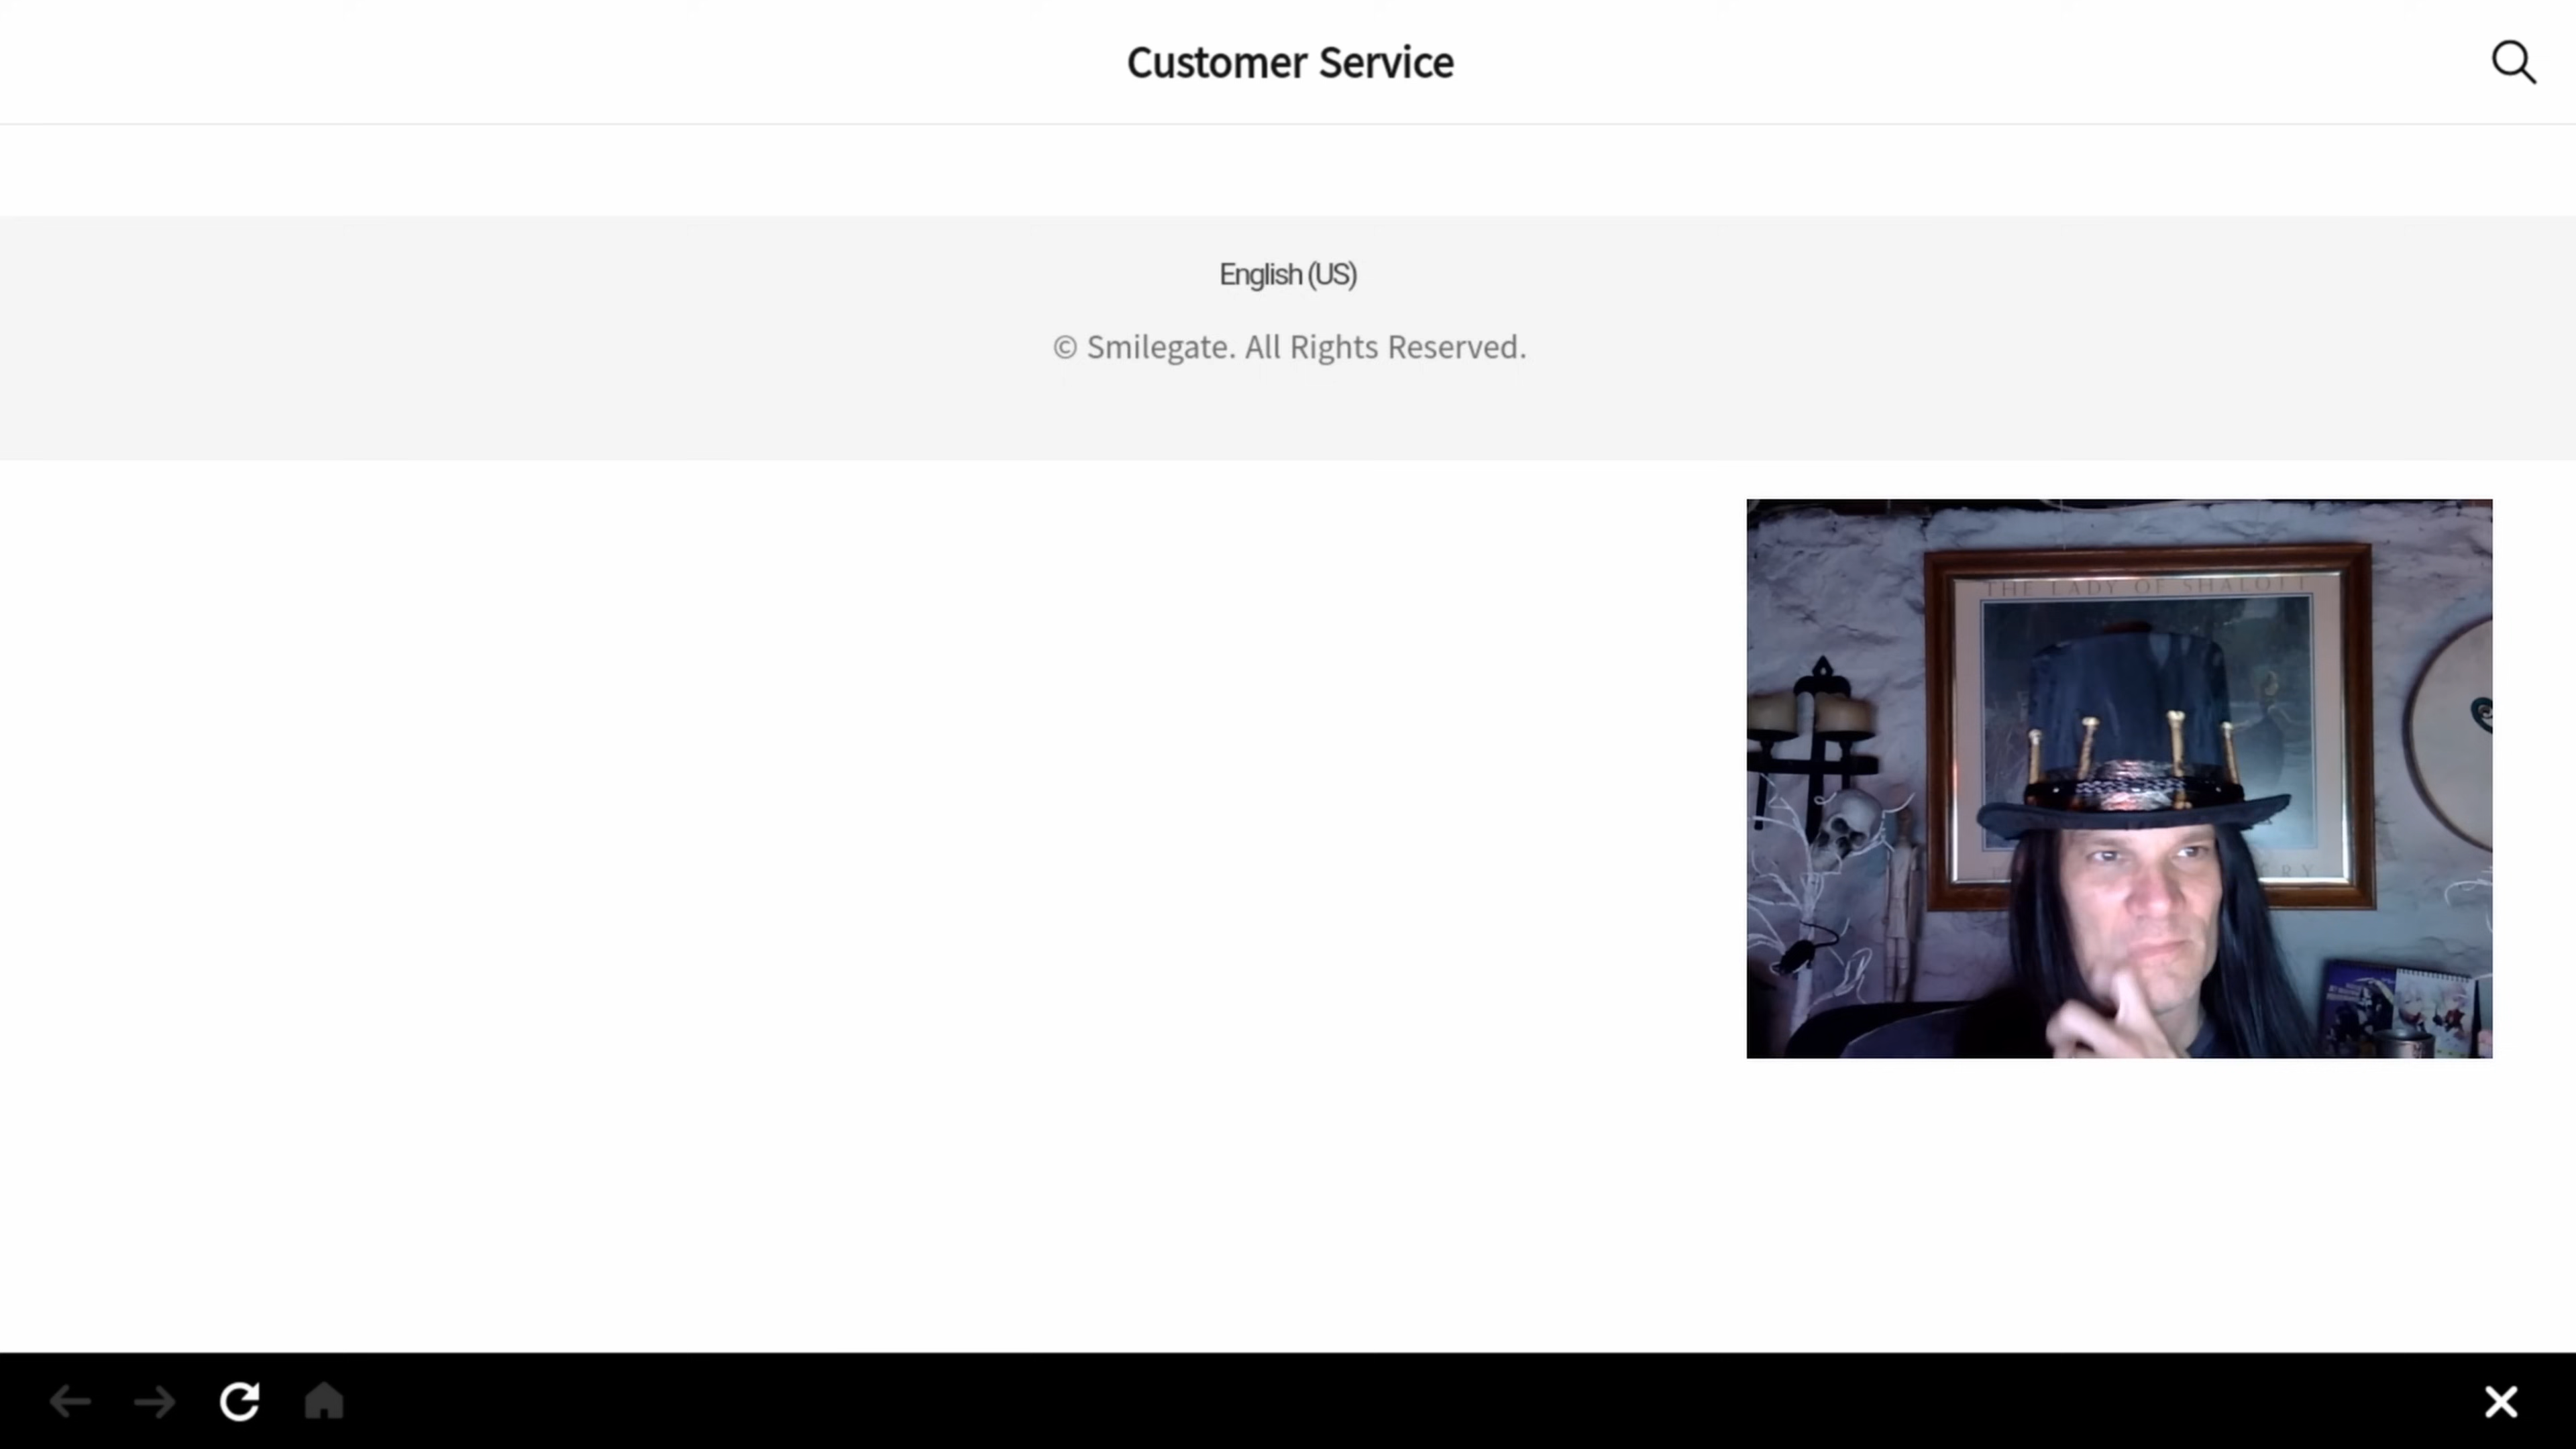 Customer Service
English (US)
© Smilegate. All Rights Reserved.
THE LADY OF SHALOTT